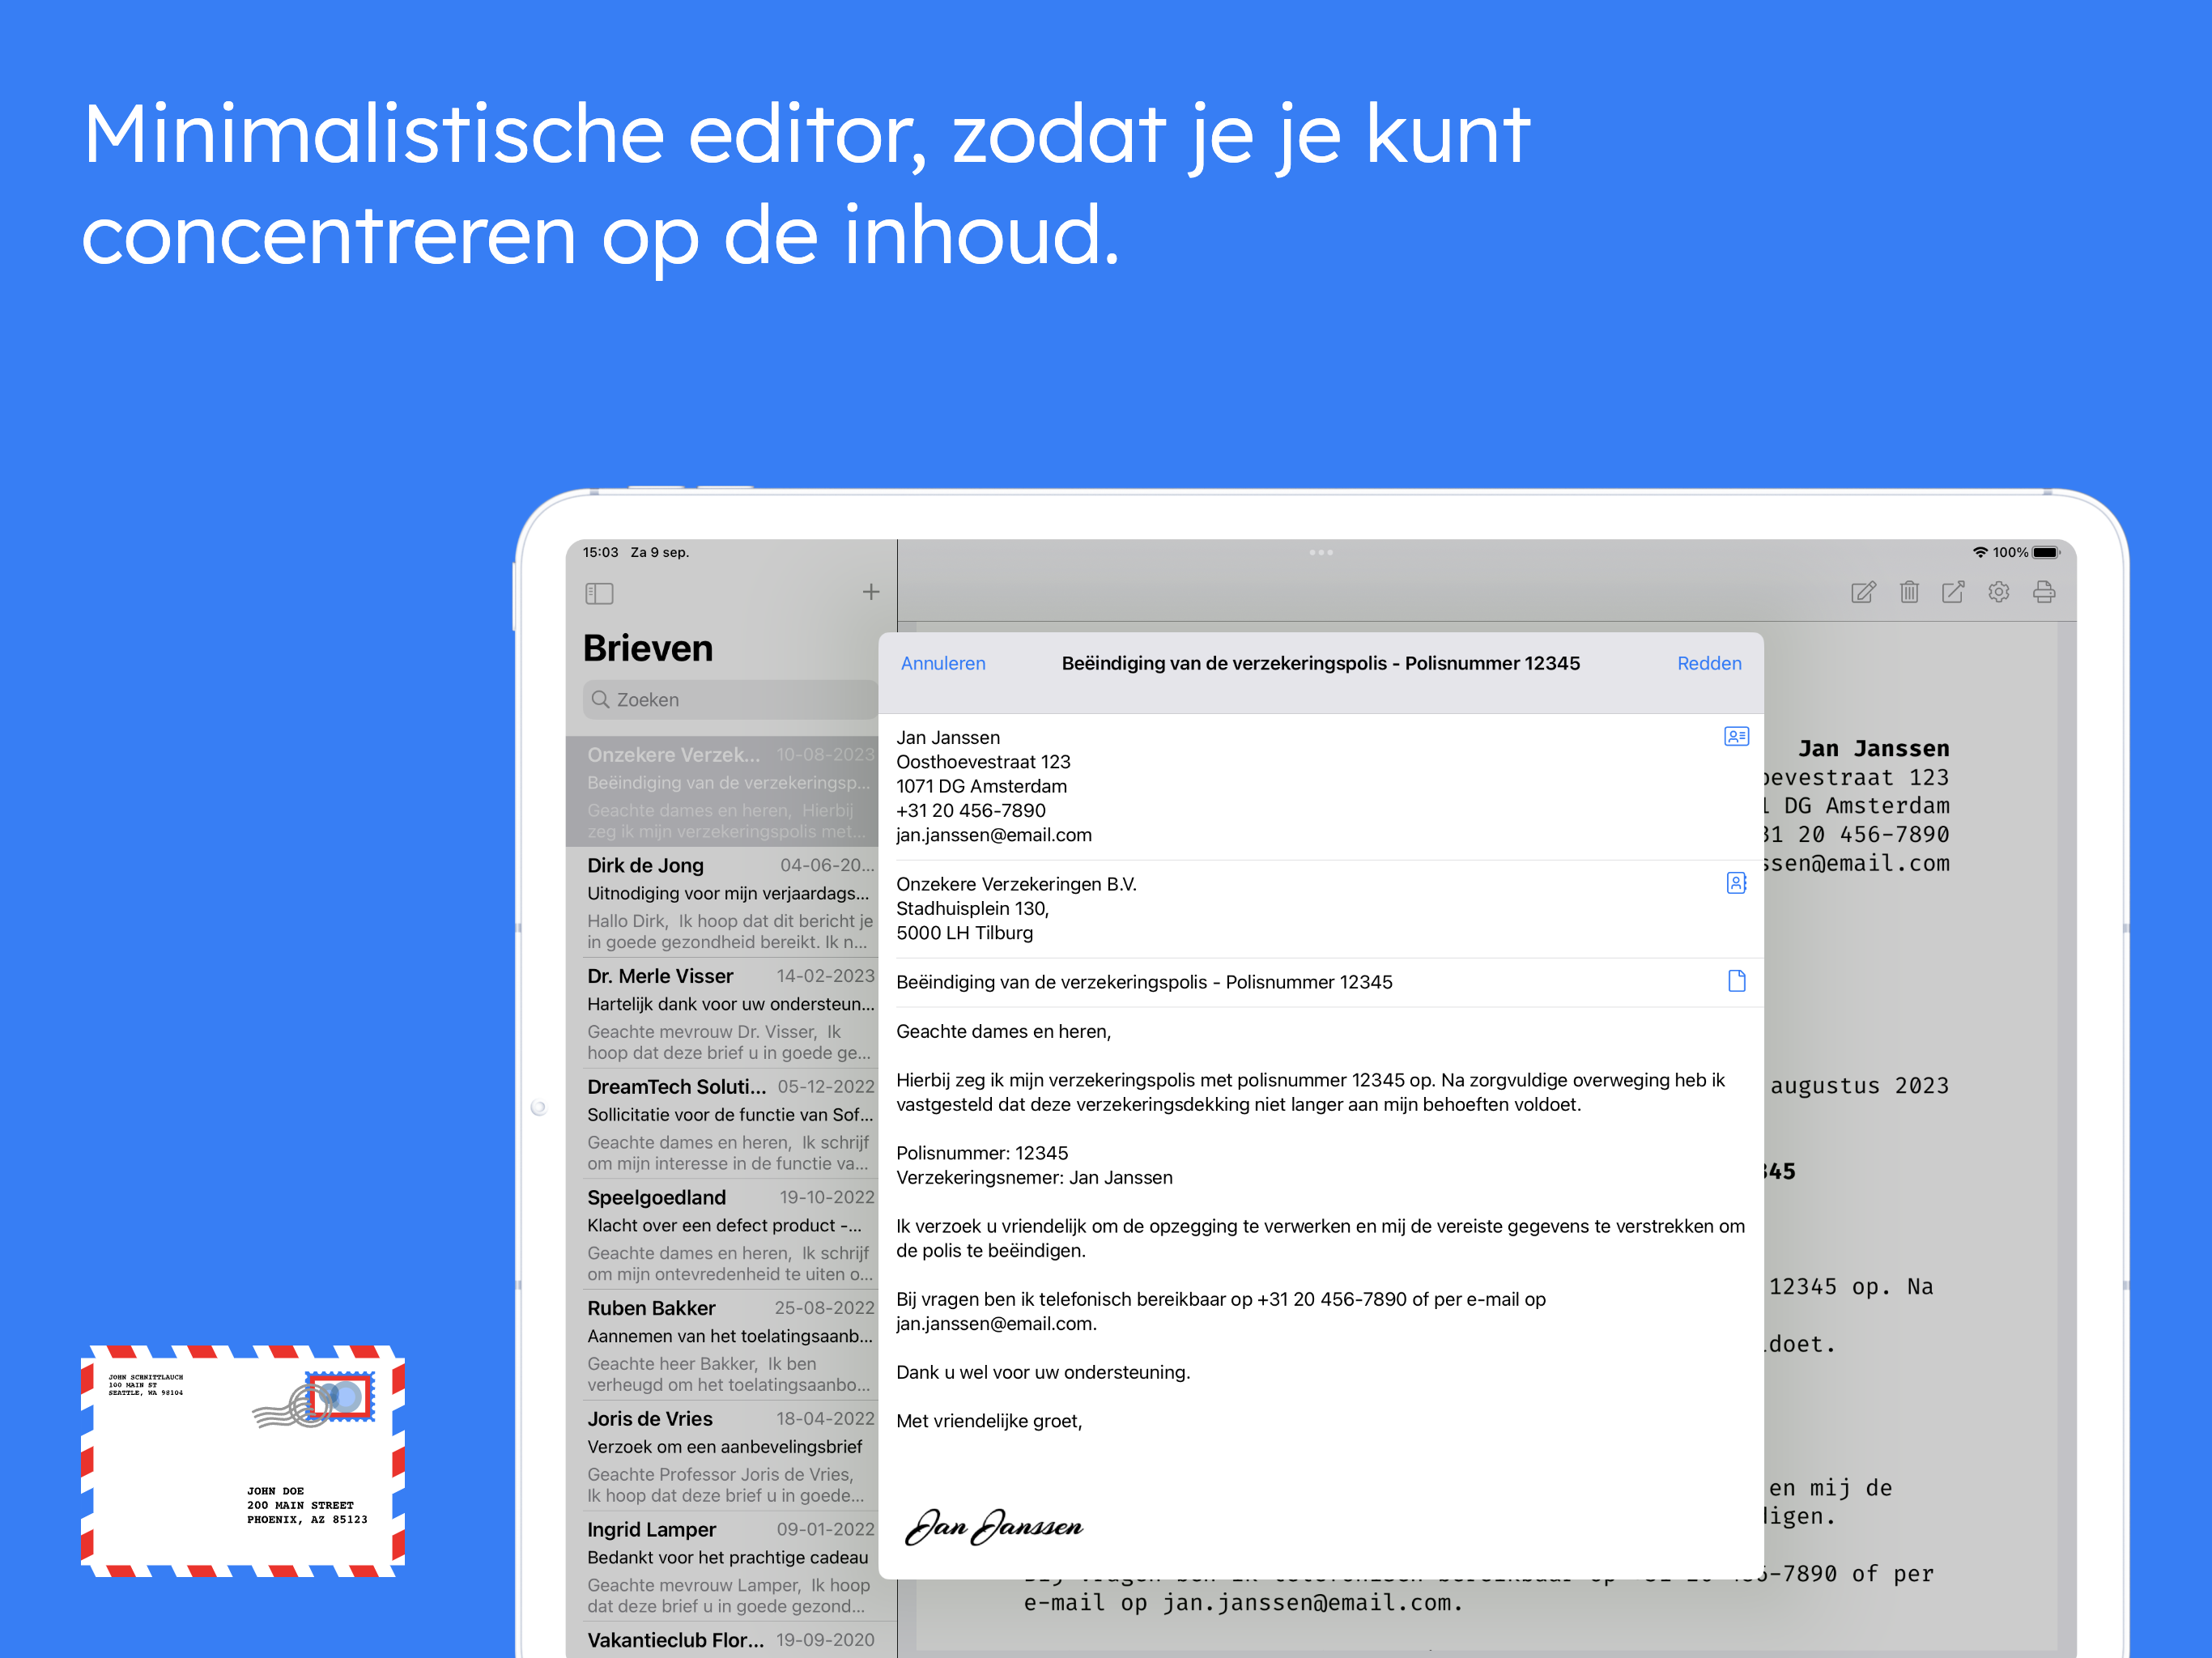 Minimalistische editor, zodat je je kunt
concentreren op de inhoud.
15:03 Za 9 sep.
100%
Brieven
Zoeken
Onzekere Verzek... 10-08-2023
Beëindiging van de verzekeringsp...
Geachte dames en heren, Hierbij
zeg ik mijn verzekeringspolis met...
Dirk de Jong 04-06-20...
Uitnodiging voor mijn verjaardags...
Hallo Dirk, Ik hoop dat dit bericht je
in goede gezondheid bereikt. Ik n...
Dr. Merle Visser 14-02-2023
Hartelijk dank voor uw ondersteun...
Geachte mevrouw Dr. Visser, Ik
hoop dat deze brief u in goede ge...
DreamTech Soluti... 05-12-2022
Sollicitatie voor de functie van Sof...
Geachte dames en heren, Ik schrijf
om mijn interesse in de functie va...
Speelgoedland 19-10-2022
Klacht over een defect product -...
Geachte dames en heren, Ik schrijf
om mijn ontevredenheid te uiten o...
Ruben Bakker 25-08-2022
Aannemen van het toelatingsaanb...
Geachte heer Bakker, Ik ben
verheugd om het toelatingsaanbo...
Joris de Vries 18-04-2022
Verzoek om een aanbevelingsbrief
Geachte Professor Joris de Vries,
Ik hoop dat deze brief u in goede...
Ingrid Lamper 09-01-2022
Bedankt voor het prachtige cadeau
Geachte mevrouw Lamper, Ik hoop
dat deze brief u in goede gezond...
Vakantieclub Flor... 19-09-2020
Annuleren Beëindiging van de verzekeringspolis - Polisnummer 12345 Redden
Jan Janssen
Oosthoevestraat 123
1071 DG Amsterdam
+31 20 456-7890
jan.janssen@email.com
Onzekere Verzekeringen B.V.
Stadhuisplein 130,
5000 LH Tilburg
Beëindiging van de verzekeringspolis - Polisnummer 12345
Geachte dames en heren,
Hierbij zeg ik mijn verzekeringspolis met polisnummer 12345 op. Na zorgvuldige overweging heb ik
vastgesteld dat deze verzekeringsdekking niet langer aan mijn behoeften voldoet.
Polisnummer: 12345
Verzekeringsnemer: Jan Janssen
Ik verzoek u vriendelijk om de opzegging te verwerken en mij de vereiste gegevens te verstrekken om
de polis te beëindigen.
Bij vragen ben ik telefonisch bereikbaar op +31 20 456-7890 of per e-mail op
jan.janssen@email.com.
Dank u wel voor uw ondersteuning.
Met vriendelijke groet,
Jan Janssen
Jan Janssen
oevestraat 123
DG Amsterdam
31 20 456-7890
ssen@email.com
augustus 2023
345
12345 op. Na
doet.
en mij de
digen.
6-7890 of per
e-mail op jan.janssen@email.com.
JOHN SCHNITTLAUCH
100 MAIN ST
SEATTLE, WA 98104
JOHN DOE
200 MAIN STREET
PHOENIX, AZ 85123